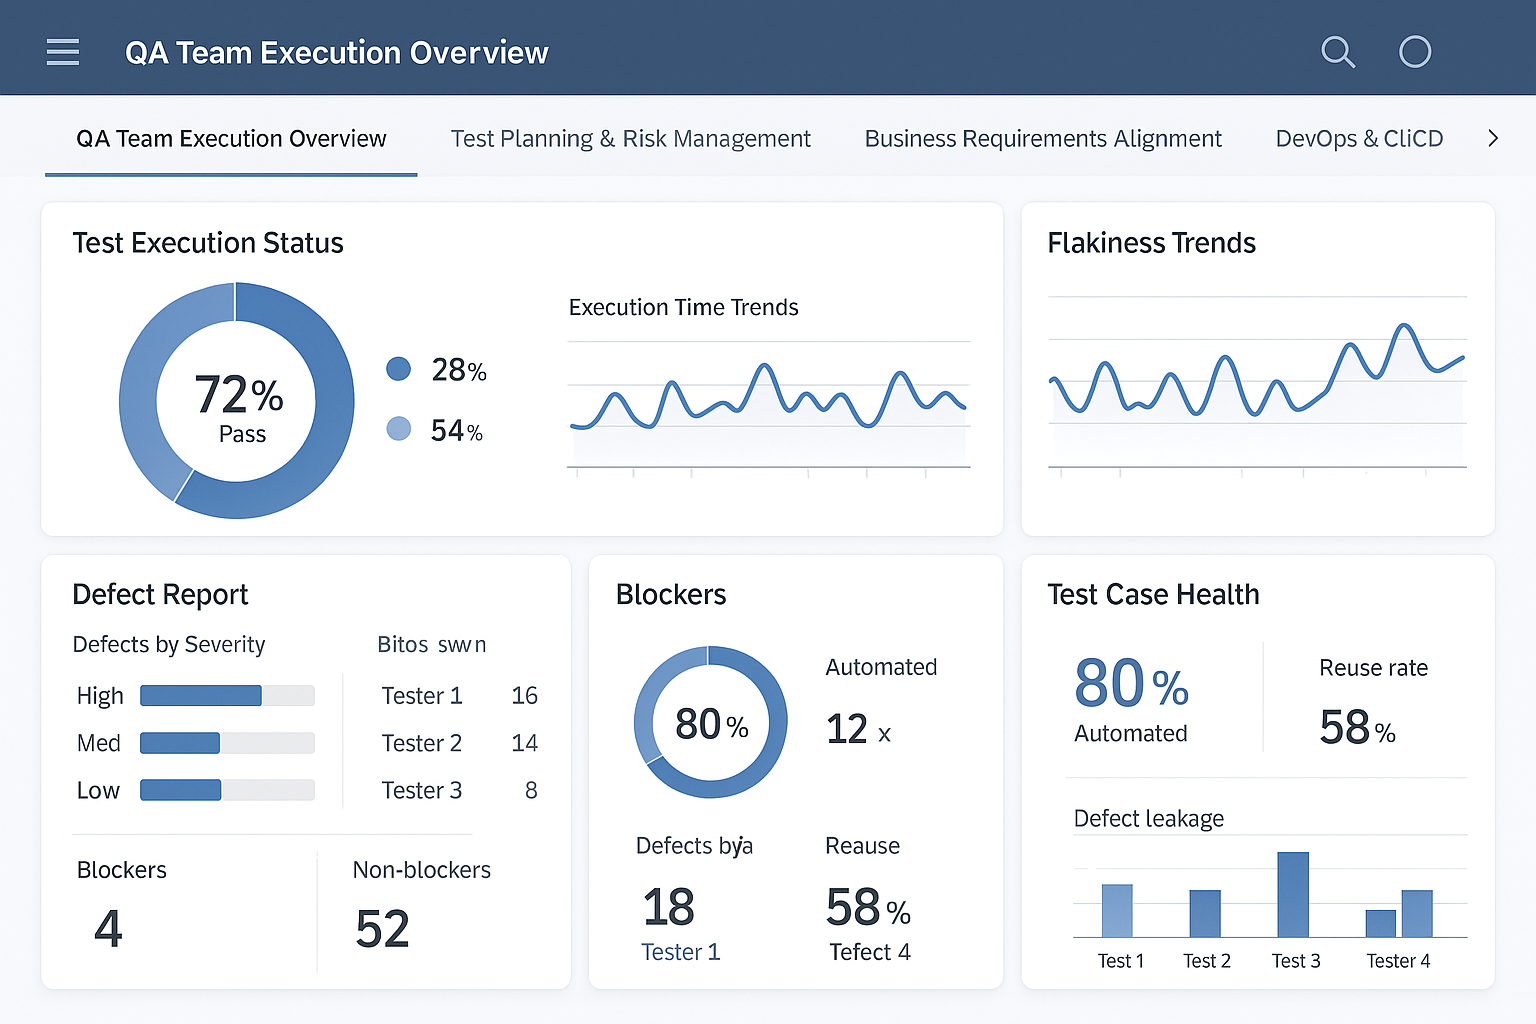 QA Team Execution Overview
QA Team Execution Overview
Test Planning & Risk Management
Business Requirements Alignment
DevOps & CliCD
Test Execution Status
72%
Pass
28%
54%
Execution Time Trends
Flakiness Trends
Defect Report
Defects by Severity
High
Med
Low
Bitos swvn
Tester 1 16
Tester 2 14
Tester 3 8
Blockers
4
Non-blockers
52
Blockers
80%
Automated
12 x
Defects byia
18
Tester 1
Reause
58%
Tefect 4
Test Case Health
80%
Automated
Reuse rate
58%
Defect leakage
Test 1 Test 2 Test 3 Tester 4